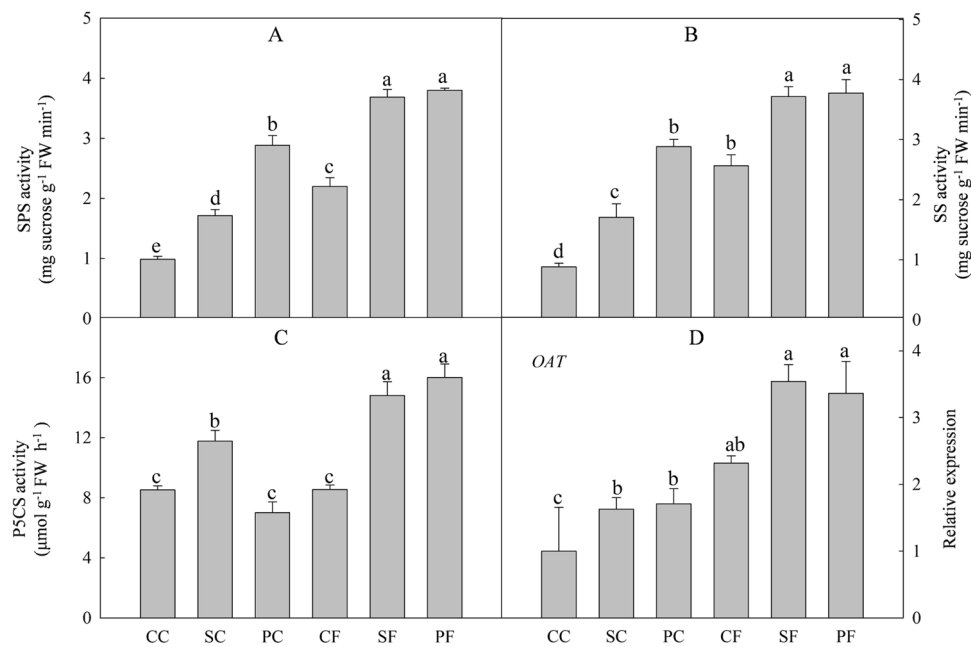 A
5
4
3
2
1
0
SPS activity
(mg sucrose g⁻¹ FW min⁻¹)
e
d
b
c
a
a
B
5
4
3
2
1
0
SS activity
(mg sucrose g⁻¹ FW min⁻¹)
d
c
b
b
a
a
C
16
12
8
4
0
P5CS activity
(μmol g⁻¹ FW h⁻¹)
c
b
c
c
a
a
CC SC PC CF SF PF
D
OAT
4
3
2
1
0
Relative expression
c
b
b
ab
a
a
CC SC PC CF SF PF